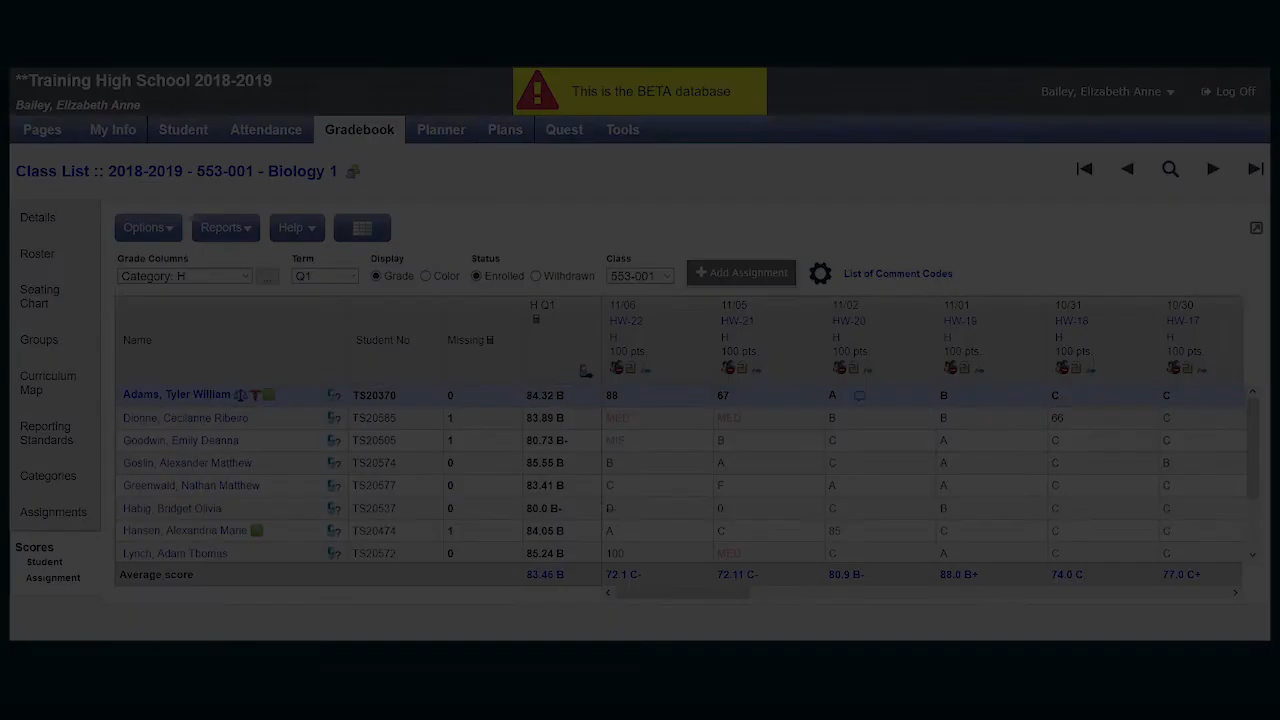 **Training High School 2018-2019
This is the BETA database
Bailey, Elizabeth Anne
Log Off
Bailey, Elizabeth Anne
Pages My Info Student Attendance Gradebook Planner Plans Quest Tools
Class List :: 2018-2019 - 553-001 - Biology 1
Details
Roster
Seating
Chart
Groups
Curriculum
Map
Reporting
Standards
Categories
Assignments
Scores
Student
Assignment
Options Reports Help
Grade Columns Term Display Status Class
Category: H ... Q1 Grade Color Enrolled Withdrawn 553-001 + Add Assignment List of Comment Codes
H Q1 11/06 11/05 11/02 11/01 10/31 10/30
HW-22 HW-21 HW-20 HW-19 HW-18 HW-17
H H H H H H
Name Student No Missing
100 pts. 100 pts. 100 pts. 100 pts. 100 pts. 100 pts.
Adams, Tyler William TS20370 0 84.32 B 88 67 A B C C
Dionne, Cecilanne Ribeiro TS20585 1 83.89 B MED MED B B 66 C
Goodwin, Emily Deanna TS20505 1 80.73 B- MIS B C A C C
Goslin, Alexander Matthew TS20574 0 85.55 B B A C A C B
Greenwald, Nathan Matthew TS20577 0 83.41 B C F A A C C
Habig, Bridget Olivia TS20537 0 80.0 B- D 0 C B C C
Hansen, Alexandria Marie TS20474 1 84.05 B A C 85 C C C
Lynch, Adam Thomas TS20572 0 85.24 B 100 MED C A C C
Average score 83.46 B 72.1 C- 72.11 C- 80.9 B- 88.0 B+ 74.0 C 77.0 C+